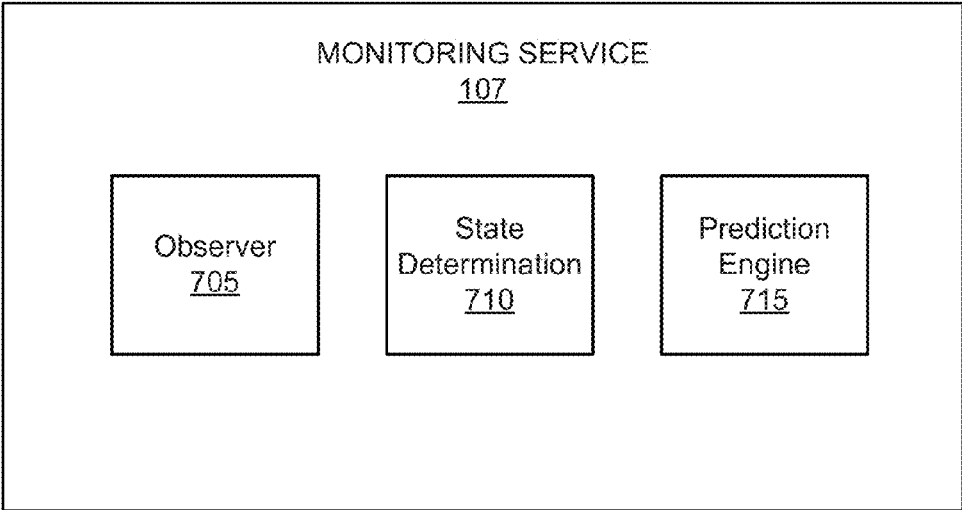 MONITORING SERVICE
107
Observer
705
State
Determination
710
Prediction
Engine
715